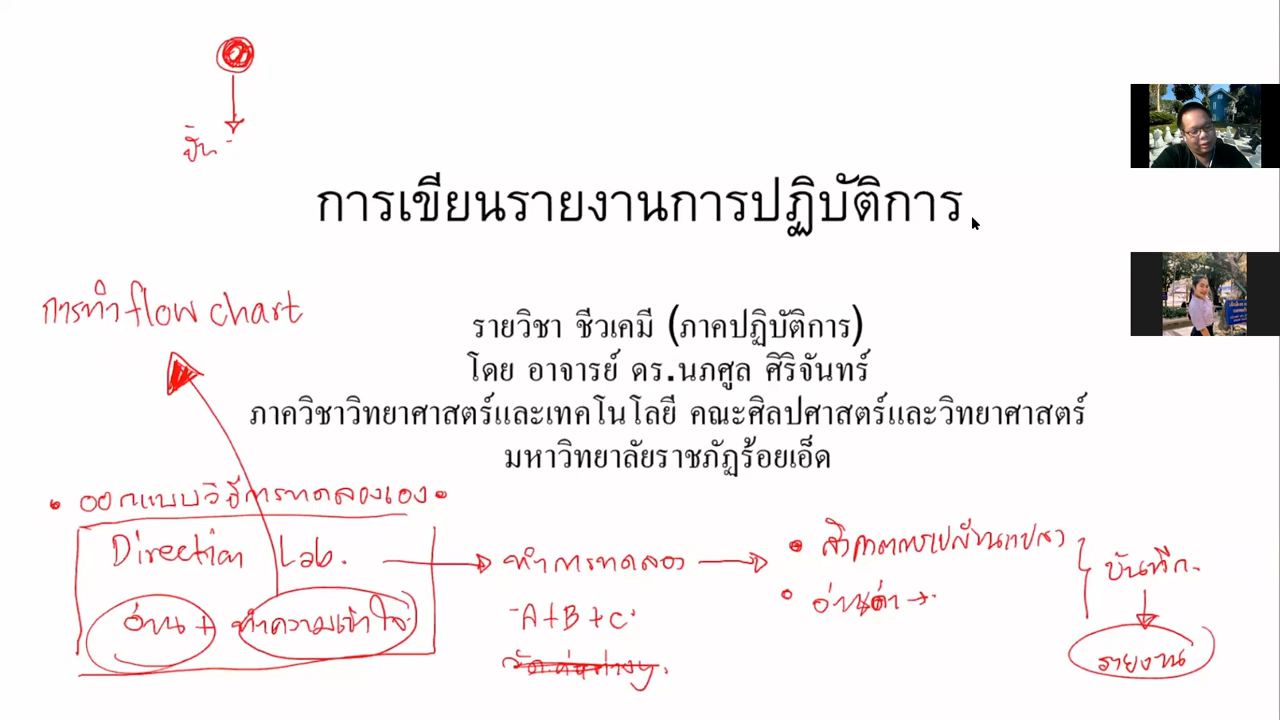 ขึ้น
การเขียนรายงานการปฏิบัติการ
การทำ flow chart
รายวิชา ชีวเคมี (ภาคปฏิบัติการ)
โดย อาจารย์ ดร.นภศูล ศิริจันทร์
ภาควิชาวิทยาศาสตร์และเทคโนโลยี คณะศิลปศาสตร์และวิทยาศาสตร์
มหาวิทยาลัยราชภัฏร้อยเอ็ด
• ออกแบบวิธีการทดลองเอง •
Direction Lab.
อ่าน + ทำความเข้าใจ
ทำการทดลอง
A+B+C
• สังเกตการเปลี่ยนแปลง
• อ่านค่า →
บันทึก
รายงาน